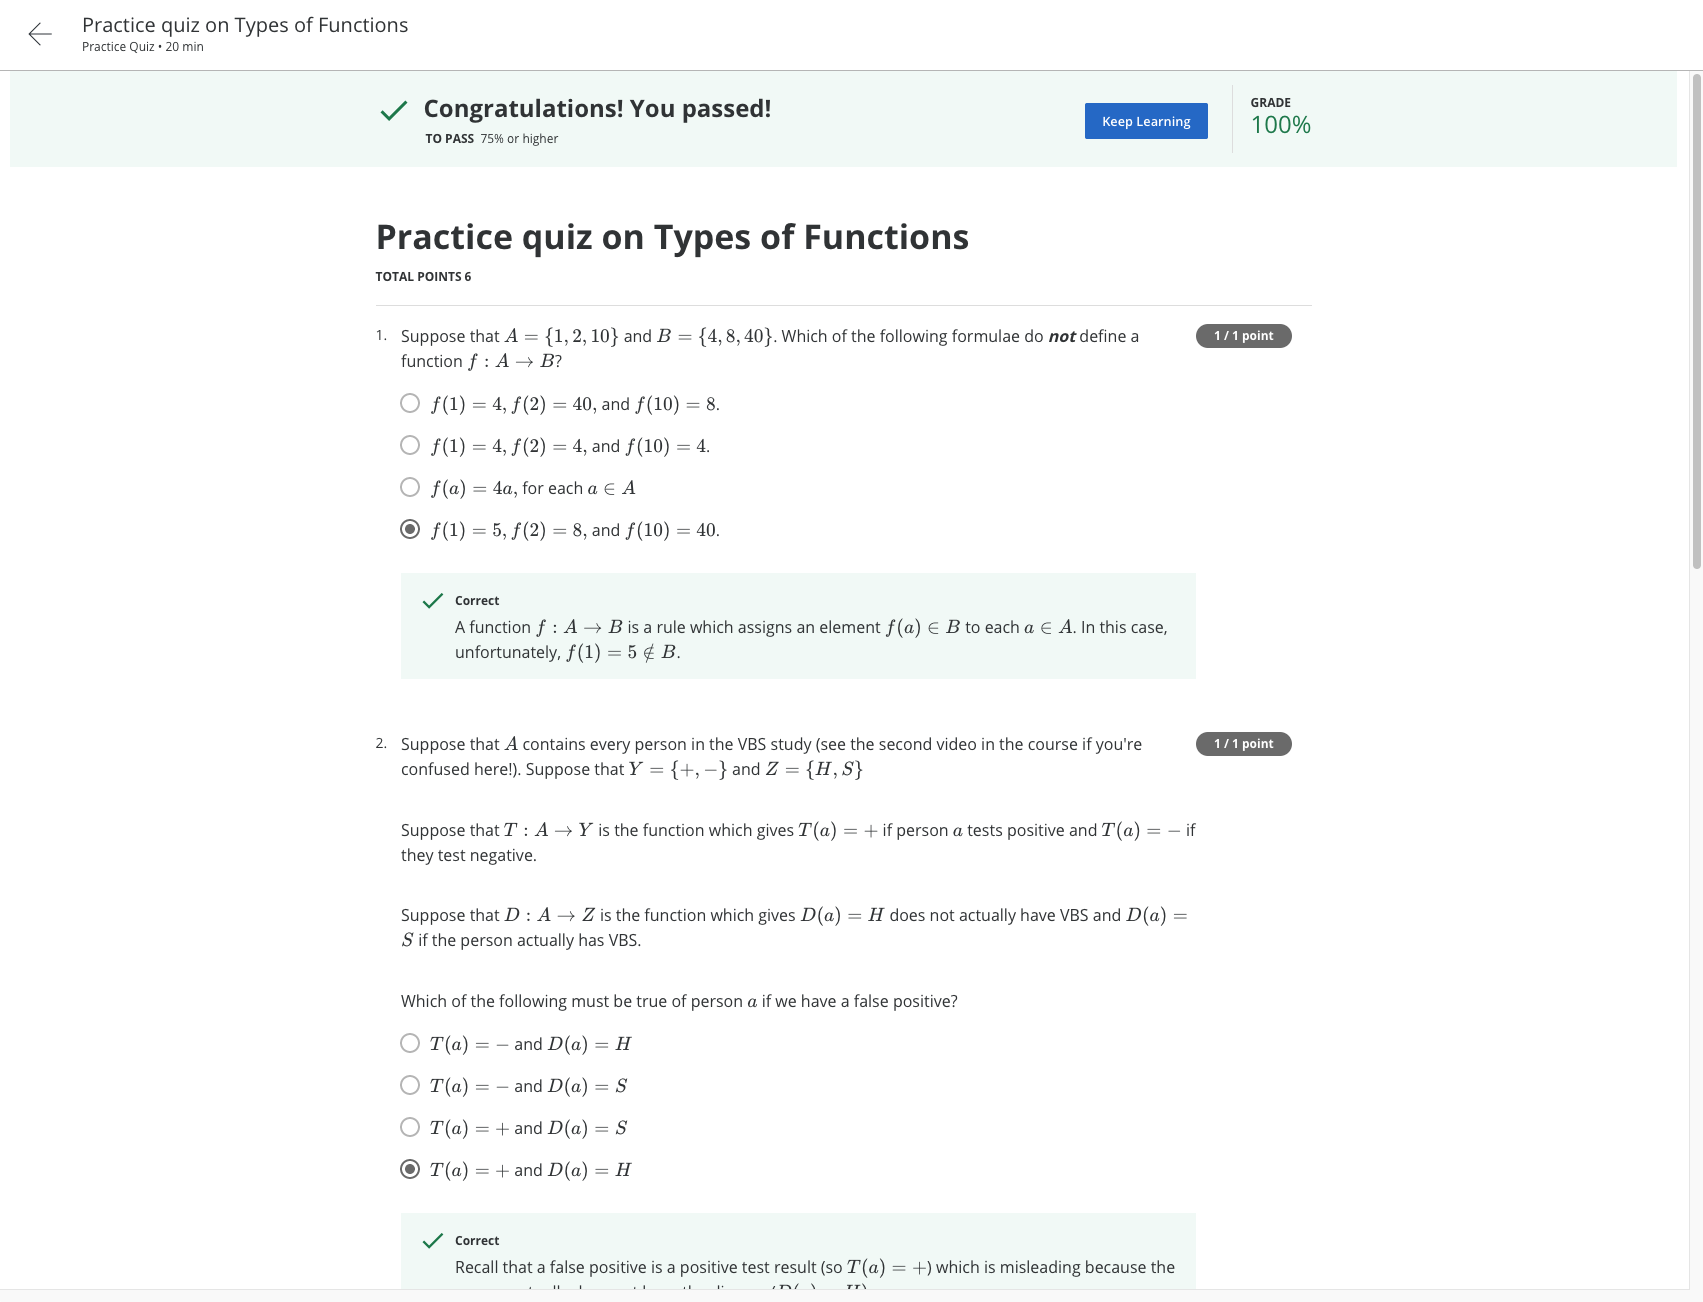 Practice quiz on Types of Functions
Practice Quiz • 20 min
Congratulations! You passed!
TO PASS 75% or higher
Keep Learning
GRADE
100%
Practice quiz on Types of Functions
TOTAL POINTS 6
1. Suppose that A = {1, 2, 10} and B = {4, 8, 40}. Which of the following formulae do not define a
function f : A → B?
1 / 1 point
f(1) = 4, f(2) = 40, and f(10) = 8.
f(1) = 4, f(2) = 4, and f(10) = 4.
f(a) = 4a, for each a ∈ A
f(1) = 5, f(2) = 8, and f(10) = 40.
Correct
A function f : A → B is a rule which assigns an element f(a) ∈ B to each a ∈ A. In this case,
unfortunately, f(1) = 5 ∉ B.
2. Suppose that A contains every person in the VBS study (see the second video in the course if you're
confused here!). Suppose that Y = {+, −} and Z = {H, S}
1 / 1 point
Suppose that T : A → Y is the function which gives T(a) = + if person a tests positive and T(a) = − if
they test negative.
Suppose that D : A → Z is the function which gives D(a) = H does not actually have VBS and D(a) =
S if the person actually has VBS.
Which of the following must be true of person a if we have a false positive?
T(a) = − and D(a) = H
T(a) = − and D(a) = S
T(a) = + and D(a) = S
T(a) = + and D(a) = H
Correct
Recall that a false positive is a positive test result (so T(a) = +) which is misleading because the